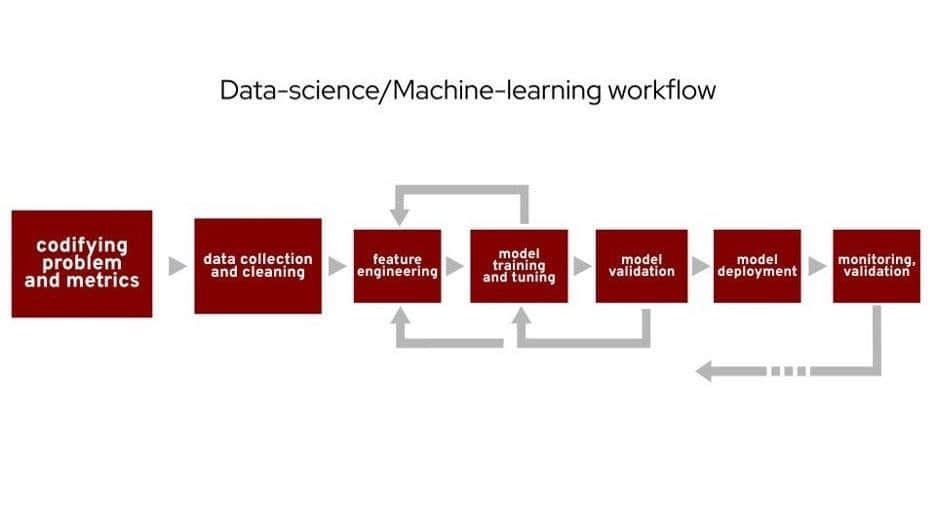 Data-science/Machine-learning workflow
codifying
problem
and metrics
data collection
and cleaning
feature
engineering
model
training
and tuning
model
validation
model
deployment
monitoring,
validation